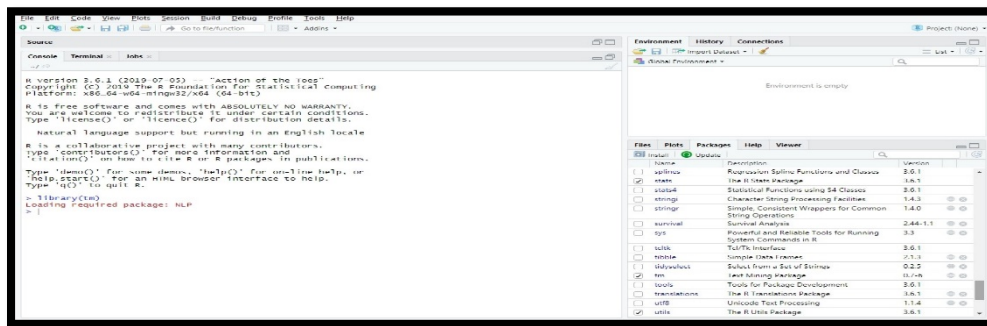 File Edit Code View Plots Session Build Debug Profile Tools Help
Go to file/function Addins
Project: (None)
Source
Console Terminal Jobs
~/
R version 3.6.1 (2019-07-05) -- "Action of the Toes"
Copyright (C) 2019 The R Foundation for Statistical Computing
Platform: x86_64-w64-mingw32/x64 (64-bit)
R is free software and comes with ABSOLUTELY NO WARRANTY.
You are welcome to redistribute it under certain conditions.
Type 'license()' or 'licence()' for distribution details.
Natural language support but running in an English locale
R is a collaborative project with many contributors.
Type 'contributors()' for more information and
'citation()' on how to cite R or R packages in publications.
Type 'demo()' for some demos, 'help()' for on-line help, or
'help.start()' for an HTML browser interface to help.
Type 'q()' to quit R.
> library(tm)
Loading required package: NLP
>
Environment History Connections
Import Dataset
List
Global Environment
Environment is empty
Files Plots Packages Help Viewer
Install Update
Name Description Version
splines Regression Spline Functions and Classes 3.6.1
stats The R Stats Package 3.6.1
stats4 Statistical Functions using S4 Classes 3.6.1
stringi Character String Processing Facilities 1.4.3
stringr Simple, Consistent Wrappers for Common String Operations 1.4.0
survival Survival Analysis 2.44-1.1
sys Powerful and Reliable Tools for Running System Commands in R 3.3
tcltk Tcl/Tk Interface 3.6.1
tibble Simple Data Frames 2.1.3
tidyselect Select from a Set of Strings 0.2.5
tm Text Mining Package 0.7-6
tools Tools for Package Development 3.6.1
translations The R Translations Package 3.6.1
utf8 Unicode Text Processing 1.1.4
utils The R Utils Package 3.6.1